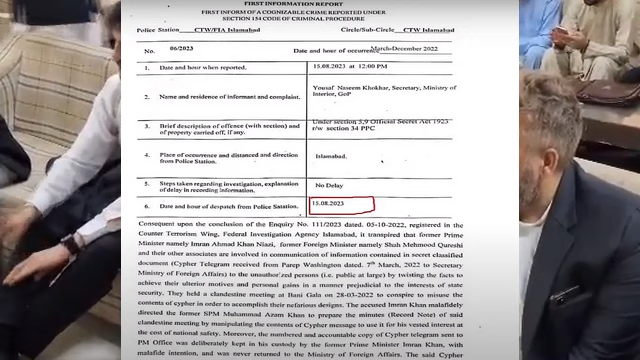 FIRST INFORMATION REPORT
FIRST INFORM OF A COGNIZABLE CRIME REPORTED UNDER
SECTION 154 CODE OF CRIMINAL PROCEDURE
Police Station CTW/FIA Islamabad Circle/Sub-Circle CTW Islamabad
No. 06/2023 Date and hour of occurrence March-December 2022
1. Date and hour when reported. 15.08.2023 at 12:00 PM
2. Name and residence of informant and complaint. Yousaf Naseem Khokhar, Secretary, Ministry of
Interior, GoP
3. Brief description of offence (with section) and
of property carried off, if any. Under section 5,9 Official Secret Act 1923
r/w section 34 PPC
4. Place of occurrence and distanced and direction
from Police Station. Islamabad.
5. Steps taken regarding investigation, explanation
of delay in recording information. No Delay
6. Date and hour of despatch from Police Satation. 15.08.2023
Consequent upon the conclusion of the Enquiry No. 111/2023 dated. 05-10-2022, registered in the
Counter Terrorism Wing, Federal Investigation Agency Islamabad, it transpired that former Prime
Minister namely Imran Ahmad Khan Niazi, former Foreign Minister namely Shah Mehmood Qureshi
and their other associates are involved in communication of information contained in secret classified
document (Cypher Telegram received from Parep Washington dated. 7th March, 2022 to Secretary
Ministry of Foreign Affairs) to the unauthorized persons (i.e. public at large) by twisting the facts to
achieve their ulterior motives and personal gains in a manner prejudicial to the interests of state
security. They held a clandestine meeting at Bani Gala on 28-03-2022 to conspire to misuse the
contents of cypher in order to accomplish their nefarious designs. The accused Imran Khan malafidely
directed the former SPM Muhammad Azam Khan to prepare the minutes (Record Note) of said
clandestine meeting by manipulating the contents of Cypher message to use it for his vested interest at
the cost of national safety. Moreover, the numbered and accountable copy of Cypher telegram sent to
PM Office was deliberately kept in his custody by the former Prime Minister Imran Khan, with
malafide intention, and was never returned to the Ministry of Foreign Affairs. The said Cypher